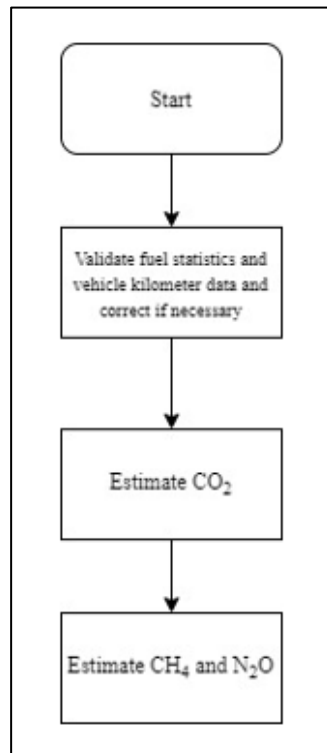 Start
Validate fuel statistics and
vehicle kilometer data and
correct if necessary
Estimate CO₂
Estimate CH₄ and N₂O